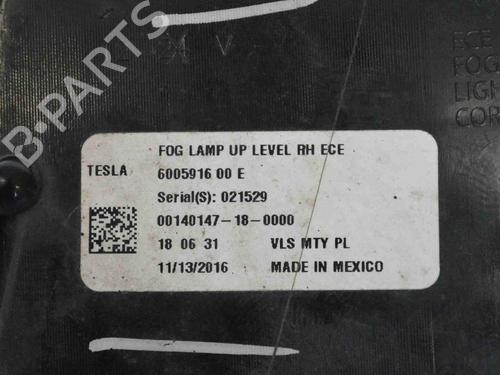 24 V
ECE
FOG
LIGH
COR
FOG LAMP UP LEVEL RH ECE
TESLA 6005916 00 E
Serial(S): 021529
00140147-18-0000
18 06 31 VLS MTY PL
11/13/2016 MADE IN MEXICO
B-PARTS